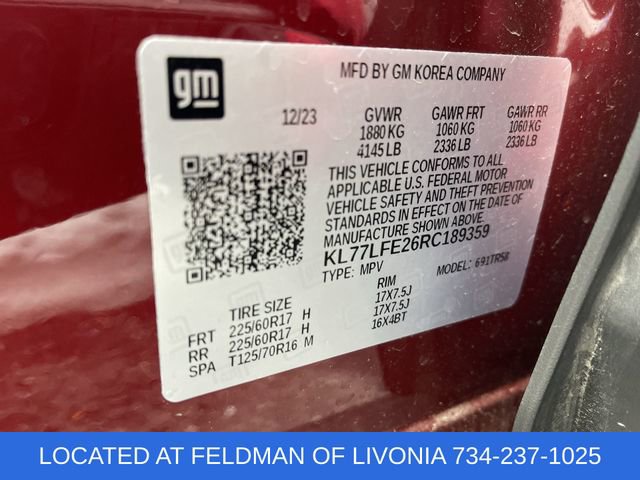 gm
MFD BY GM KOREA COMPANY
12/23
GVWR GAWR FRT GAWR RR
1880 KG 1060 KG 1060 KG
4145 LB 2336 LB 2336 LB
THIS VEHICLE CONFORMS TO ALL
APPLICABLE U.S. FEDERAL MOTOR
VEHICLE SAFETY AND THEFT PREVENTION
STANDARDS IN EFFECT ON THE DATE OF
MANUFACTURE SHOWN ABOVE.
KL77LFE26RC189359
TYPE: MPV MODEL: 691TR58
TIRE SIZE RIM
FRT 225/60R17 H 17X7.5J
RR 225/60R17 H 17X7.5J
SPA T125/70R16 M 16X4BT
LOCATED AT FELDMAN OF LIVONIA 734-237-1025